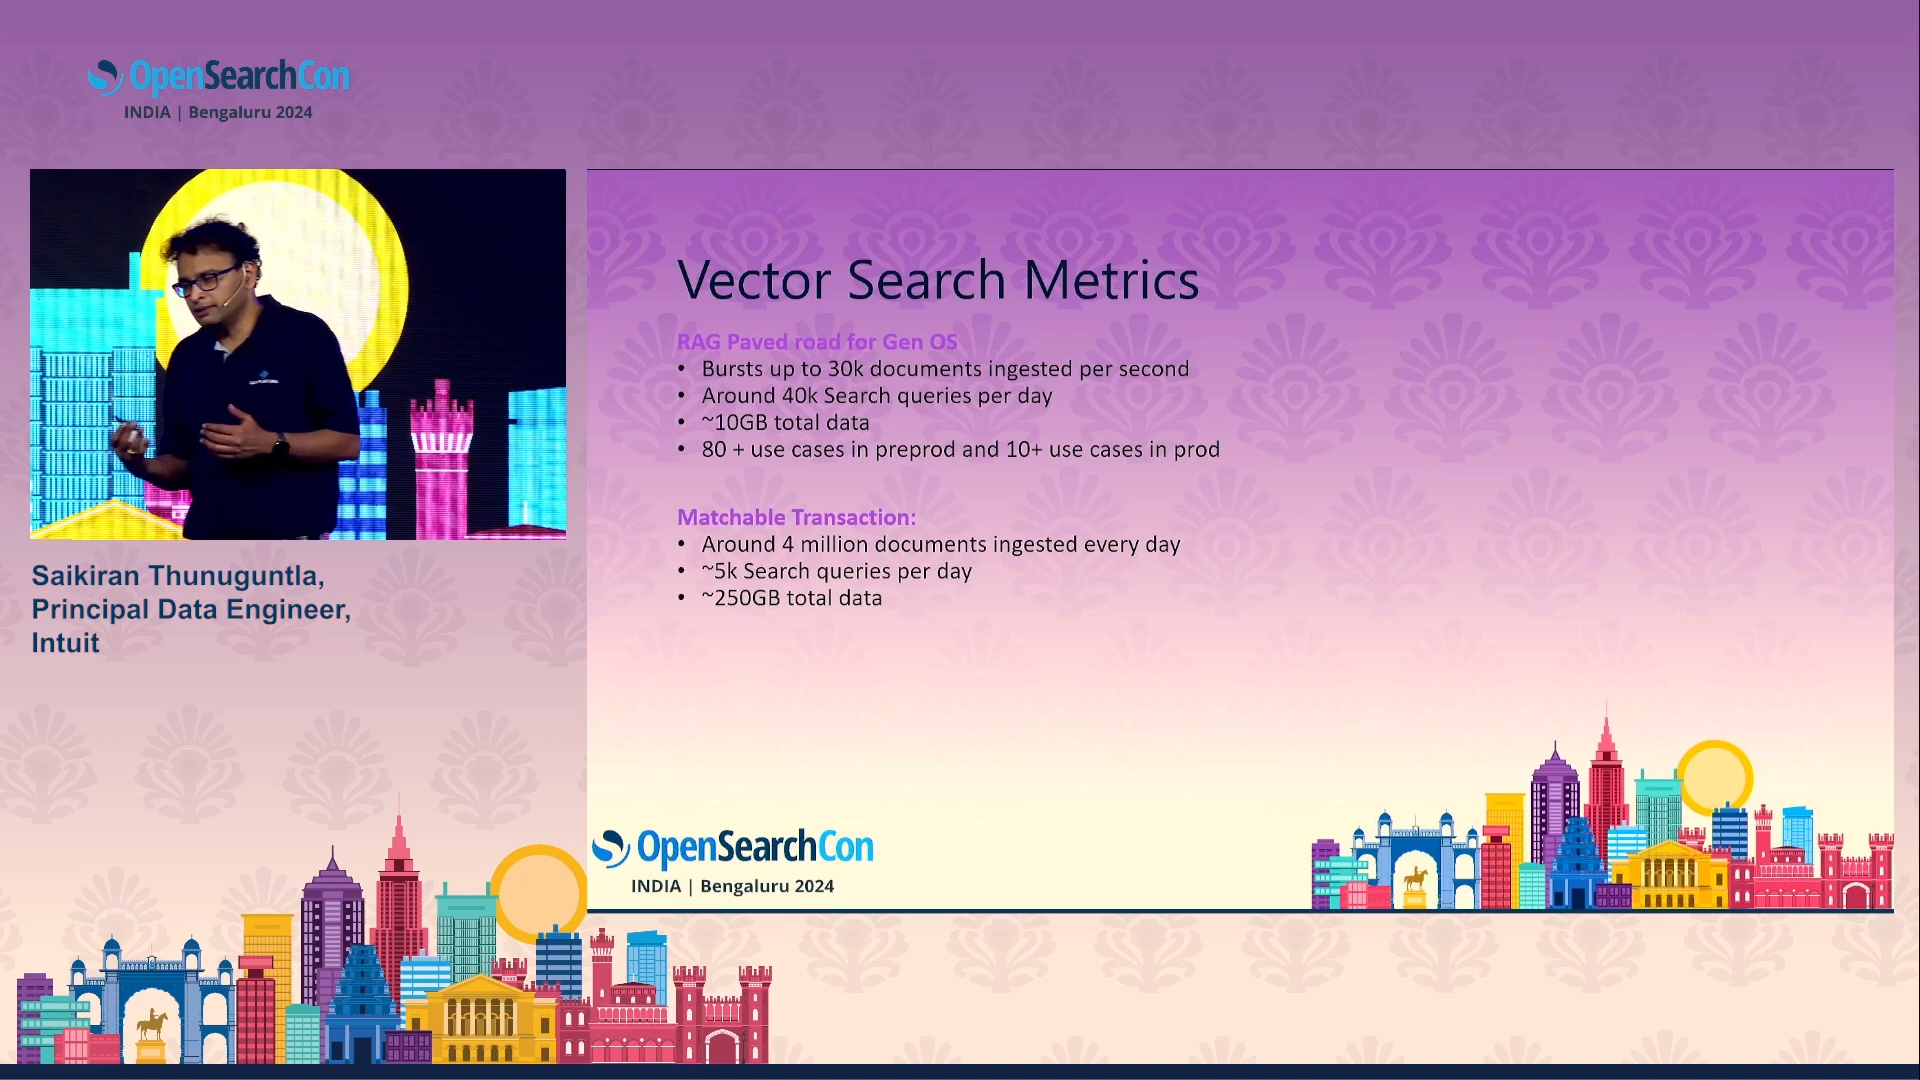 OpenSearchCon
INDIA | Bengaluru 2024
Saikiran Thunuguntla,
Principal Data Engineer,
Intuit
Vector Search Metrics
RAG Paved road for Gen OS
• Bursts up to 30k documents ingested per second
• Around 40k Search queries per day
• ~10GB total data
• 80 + use cases in preprod and 10+ use cases in prod
Matchable Transaction:
• Around 4 million documents ingested every day
• ~5k Search queries per day
• ~250GB total data
OpenSearchCon
INDIA | Bengaluru 2024